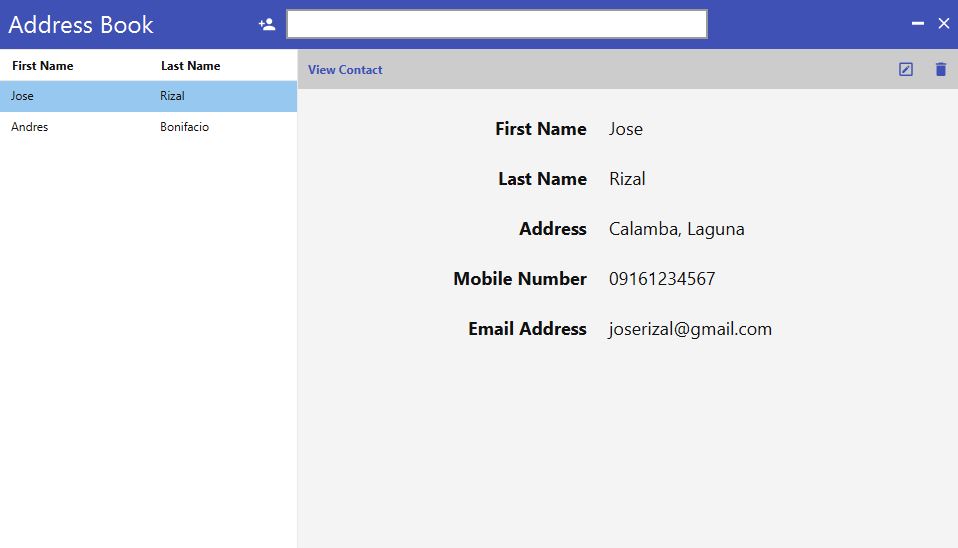 Address Book
First Name Last Name
Jose Rizal
Andres Bonifacio
View Contact
First Name Jose
Last Name Rizal
Address Calamba, Laguna
Mobile Number 09161234567
Email Address joserizal@gmail.com